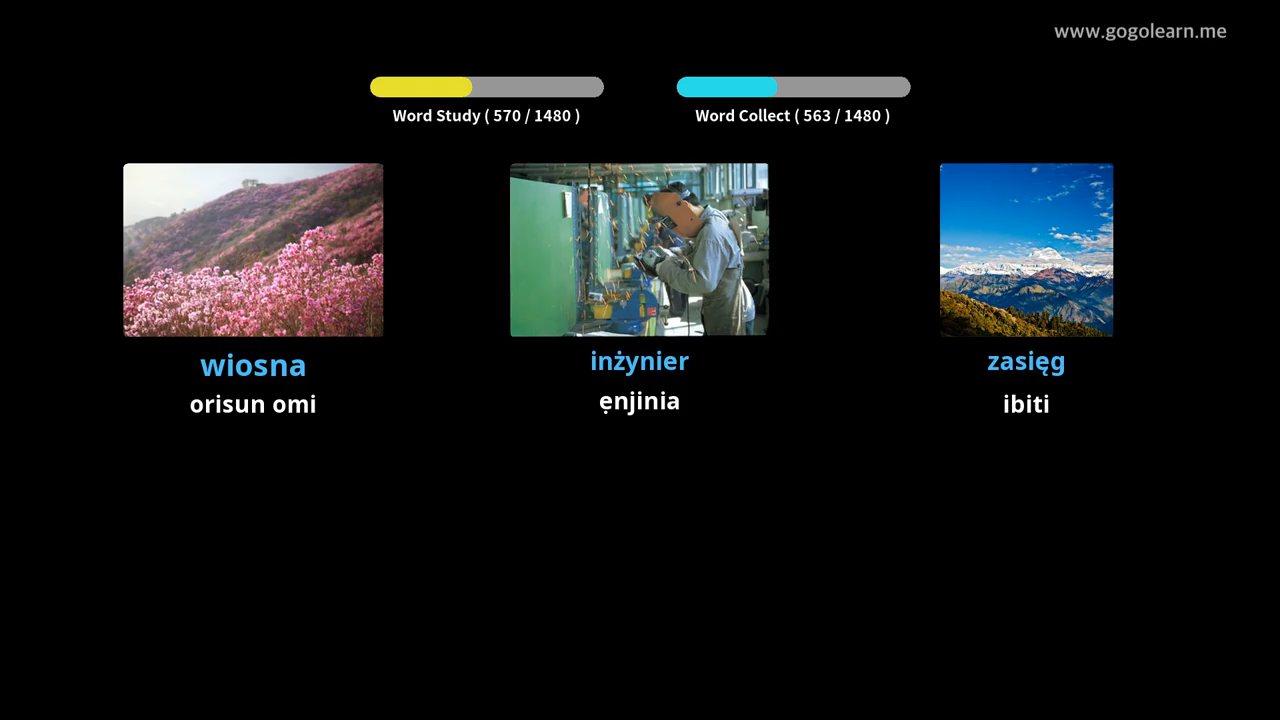 www.gogolearn.me
Word Study ( 570 / 1480 )
Word Collect ( 563 / 1480 )
wiosna
orisun omi
inżynier
ẹnjinia
zasięg
ibiti